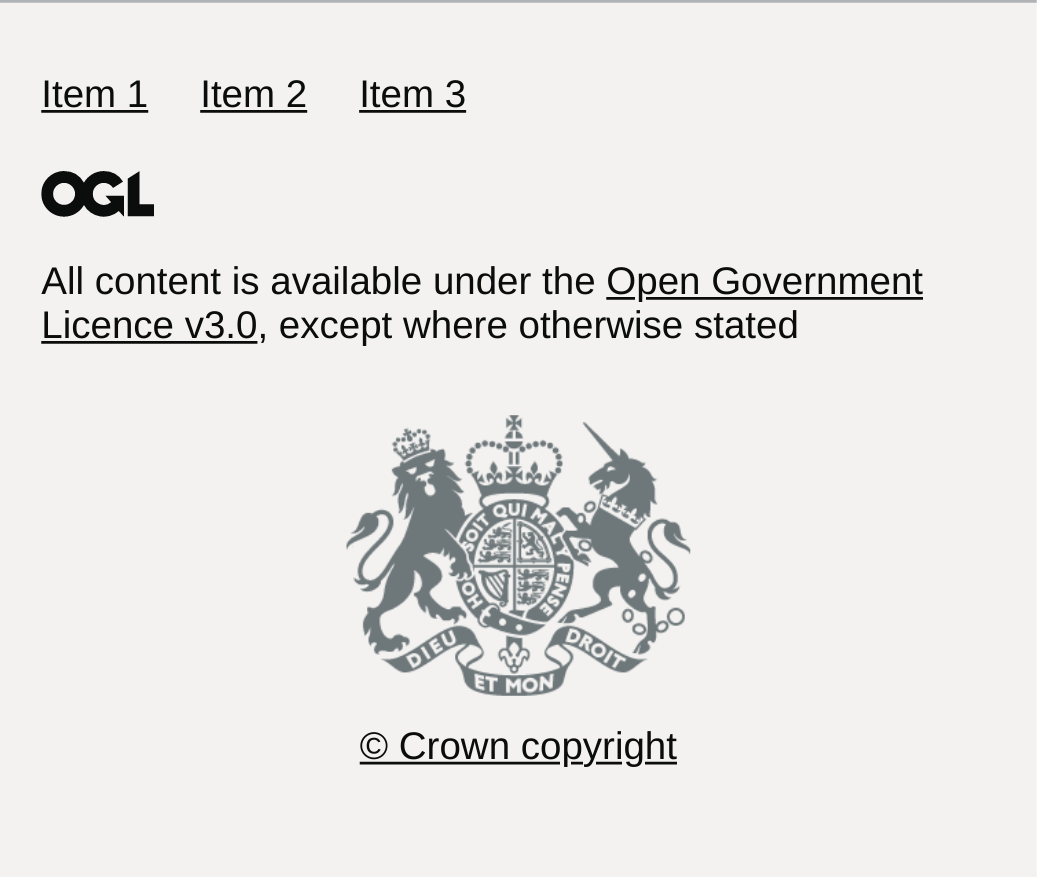 Item 1 Item 2 Item 3
OGL
All content is available under the Open Government
Licence v3.0, except where otherwise stated
SOIT QUI MAL Y PENSE
HON
DIEU
ET MON
DROIT
© Crown copyright